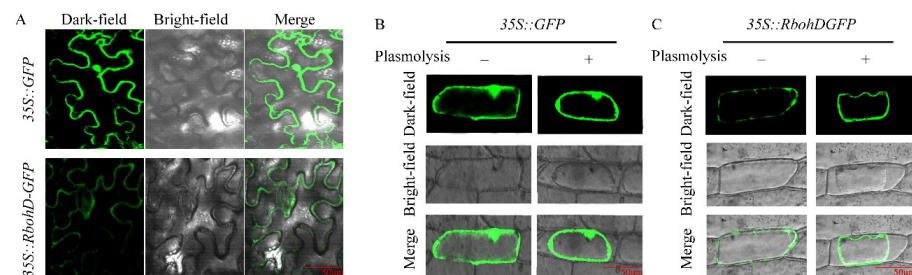 A
Dark-field Bright-field Merge
35S::GFP
35S::RbohD-GFP
50μm
B
35S::GFP
Plasmolysis − +
Dark-field
Bright-field
Merge
50μm
C
35S::RbohDGFP
Plasmolysis − +
Dark-field
Bright-field
Merge
50μm